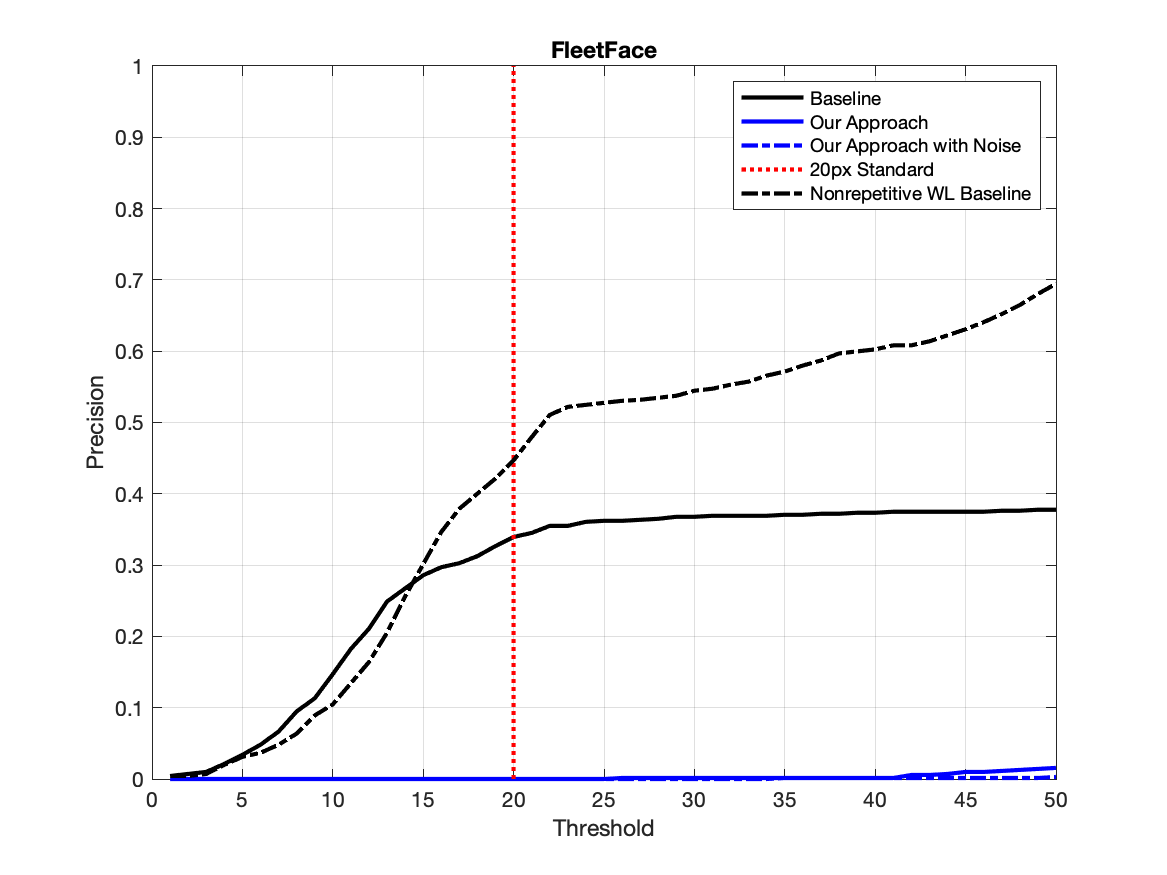 FleetFace
1
0.9
0.8
0.7
0.6
0.5
0.4
0.3
0.2
0.1
0
Precision
Baseline
Our Approach
Our Approach with Noise
20px Standard
Nonrepetitive WL Baseline
0 5 10 15 20 25 30 35 40 45 50
Threshold